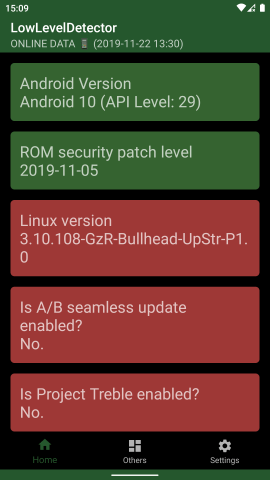 15:09
LowLevelDetector
ONLINE DATA 📱 (2019-11-22 13:30)
Android Version
Android 10 (API Level: 29)
ROM security patch level
2019-11-05
Linux version
3.10.108-GzR-Bullhead-UpStr-P1.
0
Is A/B seamless update
enabled?
No.
Is Project Treble enabled?
No.
Home
Others
Settings